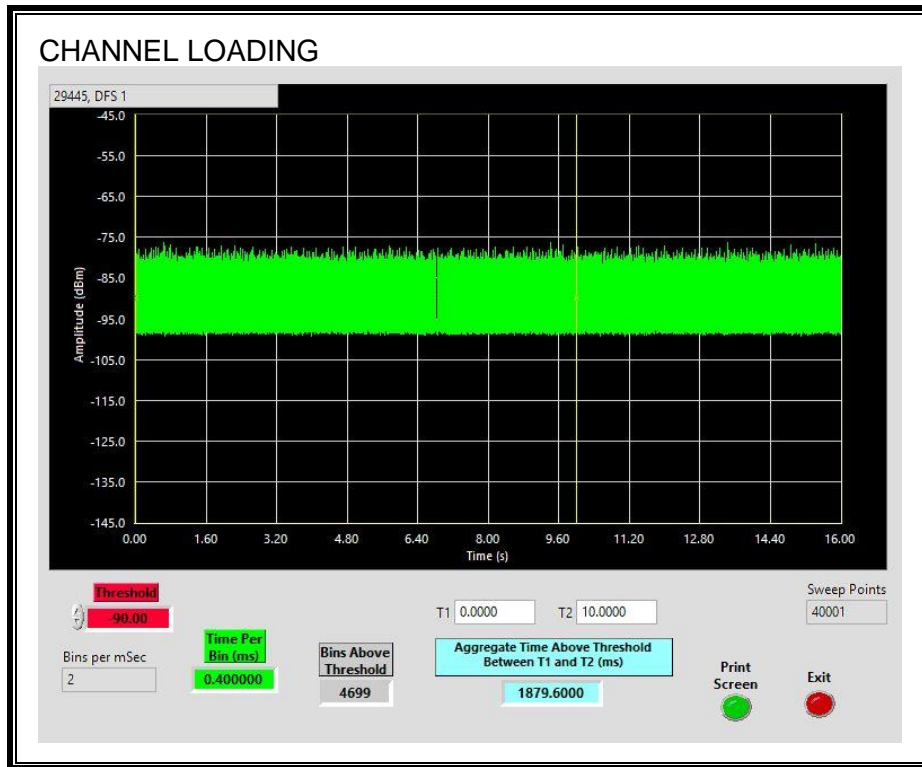 CHANNEL LOADING
29445, DFS 1
-45.0
-55.0
-65.0
-75.0
-85.0
-95.0
-105.0
-115.0
-125.0
-135.0
-145.0
Amplitude (dBm)
0.00 1.60 3.20 4.80 6.40 8.00 9.60 11.20 12.80 14.40 16.00
Time (s)
Threshold
-90.00
Bins per mSec
2
Time Per
Bin (ms)
0.400000
Bins Above
Threshold
4699
T1 0.0000 T2 10.0000
Aggregate Time Above Threshold
Between T1 and T2 (ms)
1879.6000
Sweep Points
40001
Print
Screen
Exit